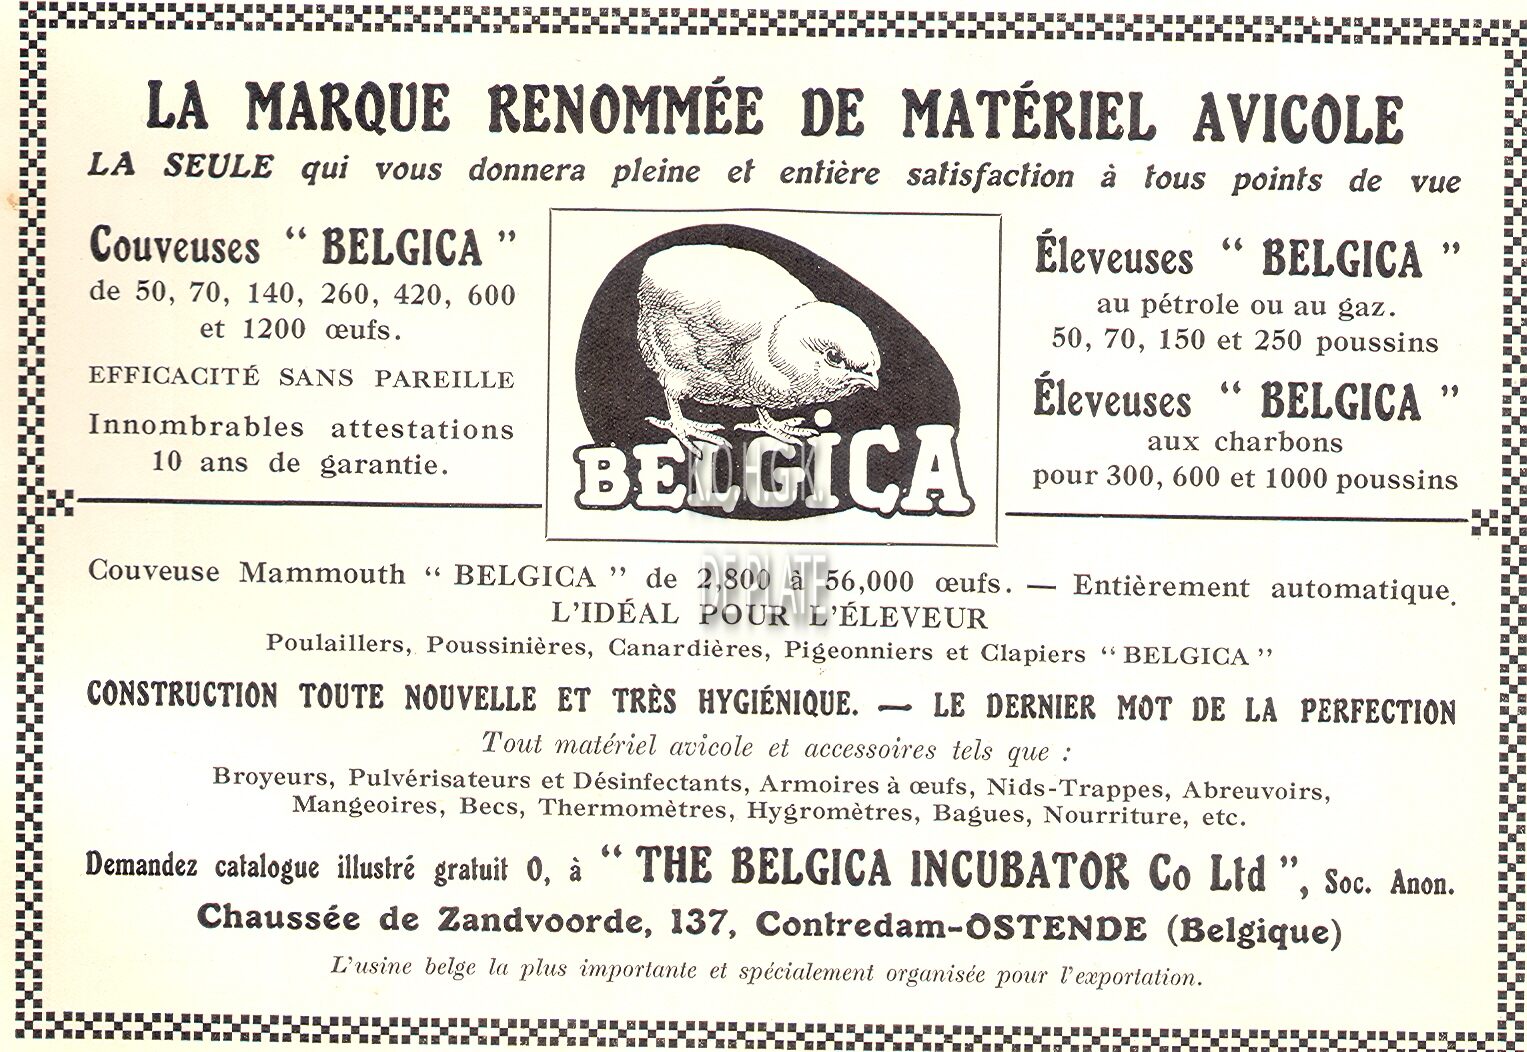 LA MARQUE RENOMMÉE DE MATÉRIEL AVICOLE
LA SEULE qui vous donnera pleine et entière satisfaction à tous points de vue
Couveuses “ BELGICA ”
de 50, 70, 140, 260, 420, 600
et 1200 œufs.
EFFICACITÉ SANS PAREILLE
Innombrables attestations
10 ans de garantie.
BELGiCA
KO.H.G.K.
DE PLATE
Éleveuses “ BELGICA ”
au pétrole ou au gaz.
50, 70, 150 et 250 poussins
Éleveuses “ BELGICA ”
aux charbons
pour 300, 600 et 1000 poussins
Couveuse Mammouth “ BELGICA ” de 2,800 à 56,000 œufs. — Entièrement automatique.
L’IDÉAL POUR L’ÉLEVEUR
Poulaillers, Poussinières, Canardières, Pigeonniers et Clapiers “ BELGICA ”
CONSTRUCTION TOUTE NOUVELLE ET TRÈS HYGIÉNIQUE. — LE DERNIER MOT DE LA PERFECTION
Tout matériel avicole et accessoires tels que :
Broyeurs, Pulvérisateurs et Désinfectants, Armoires à œufs, Nids-Trappes, Abreuvoirs,
Mangeoires, Becs, Thermomètres, Hygromètres, Bagues, Nourriture, etc.
Demandez catalogue illustré gratuit O, à “ THE BELGICA INCUBATOR Co Ltd ”, Soc. Anon.
Chaussée de Zandvoorde, 137, Contredam-OSTENDE (Belgique)
L’usine belge la plus importante et spécialement organisée pour l’exportation.